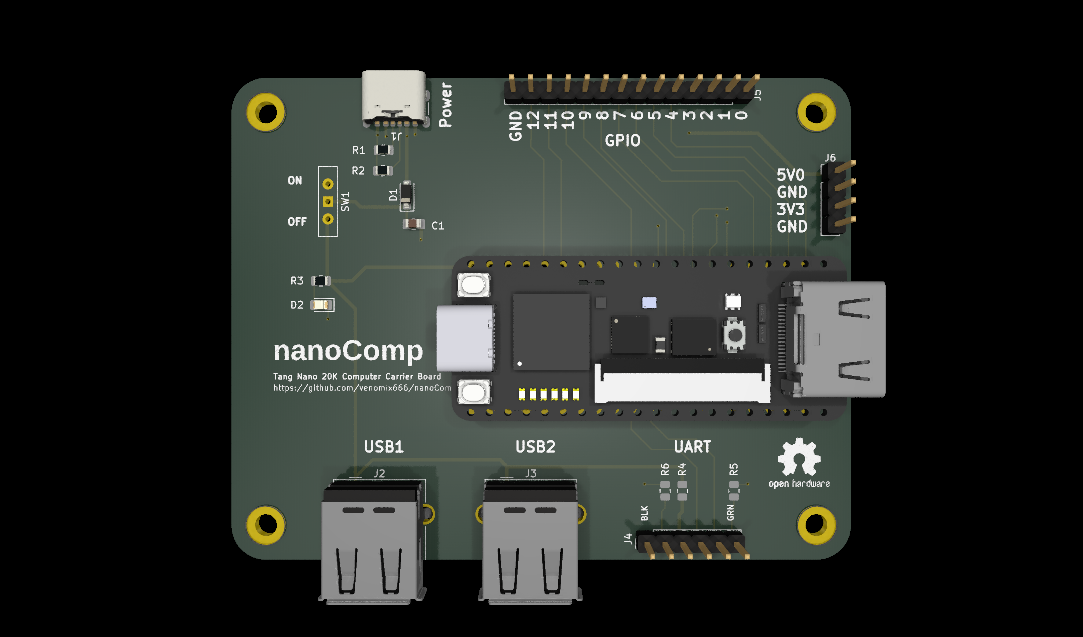 Power
J1
R1
R2
D1
C1
ON
OFF
SW1
R3
D2
J5
GND 12 11 10 9 8 7 6 5 4 3 2 1 0
GPIO
J6
5V0
GND
3V3
GND
nanoComp
Tang Nano 20K Computer Carrier Board
https://github.com/venomix666/nanoCom
USB1
USB2
UART
J2
J3
R6
R4
R5
BLK
GRN
J4
open hardware